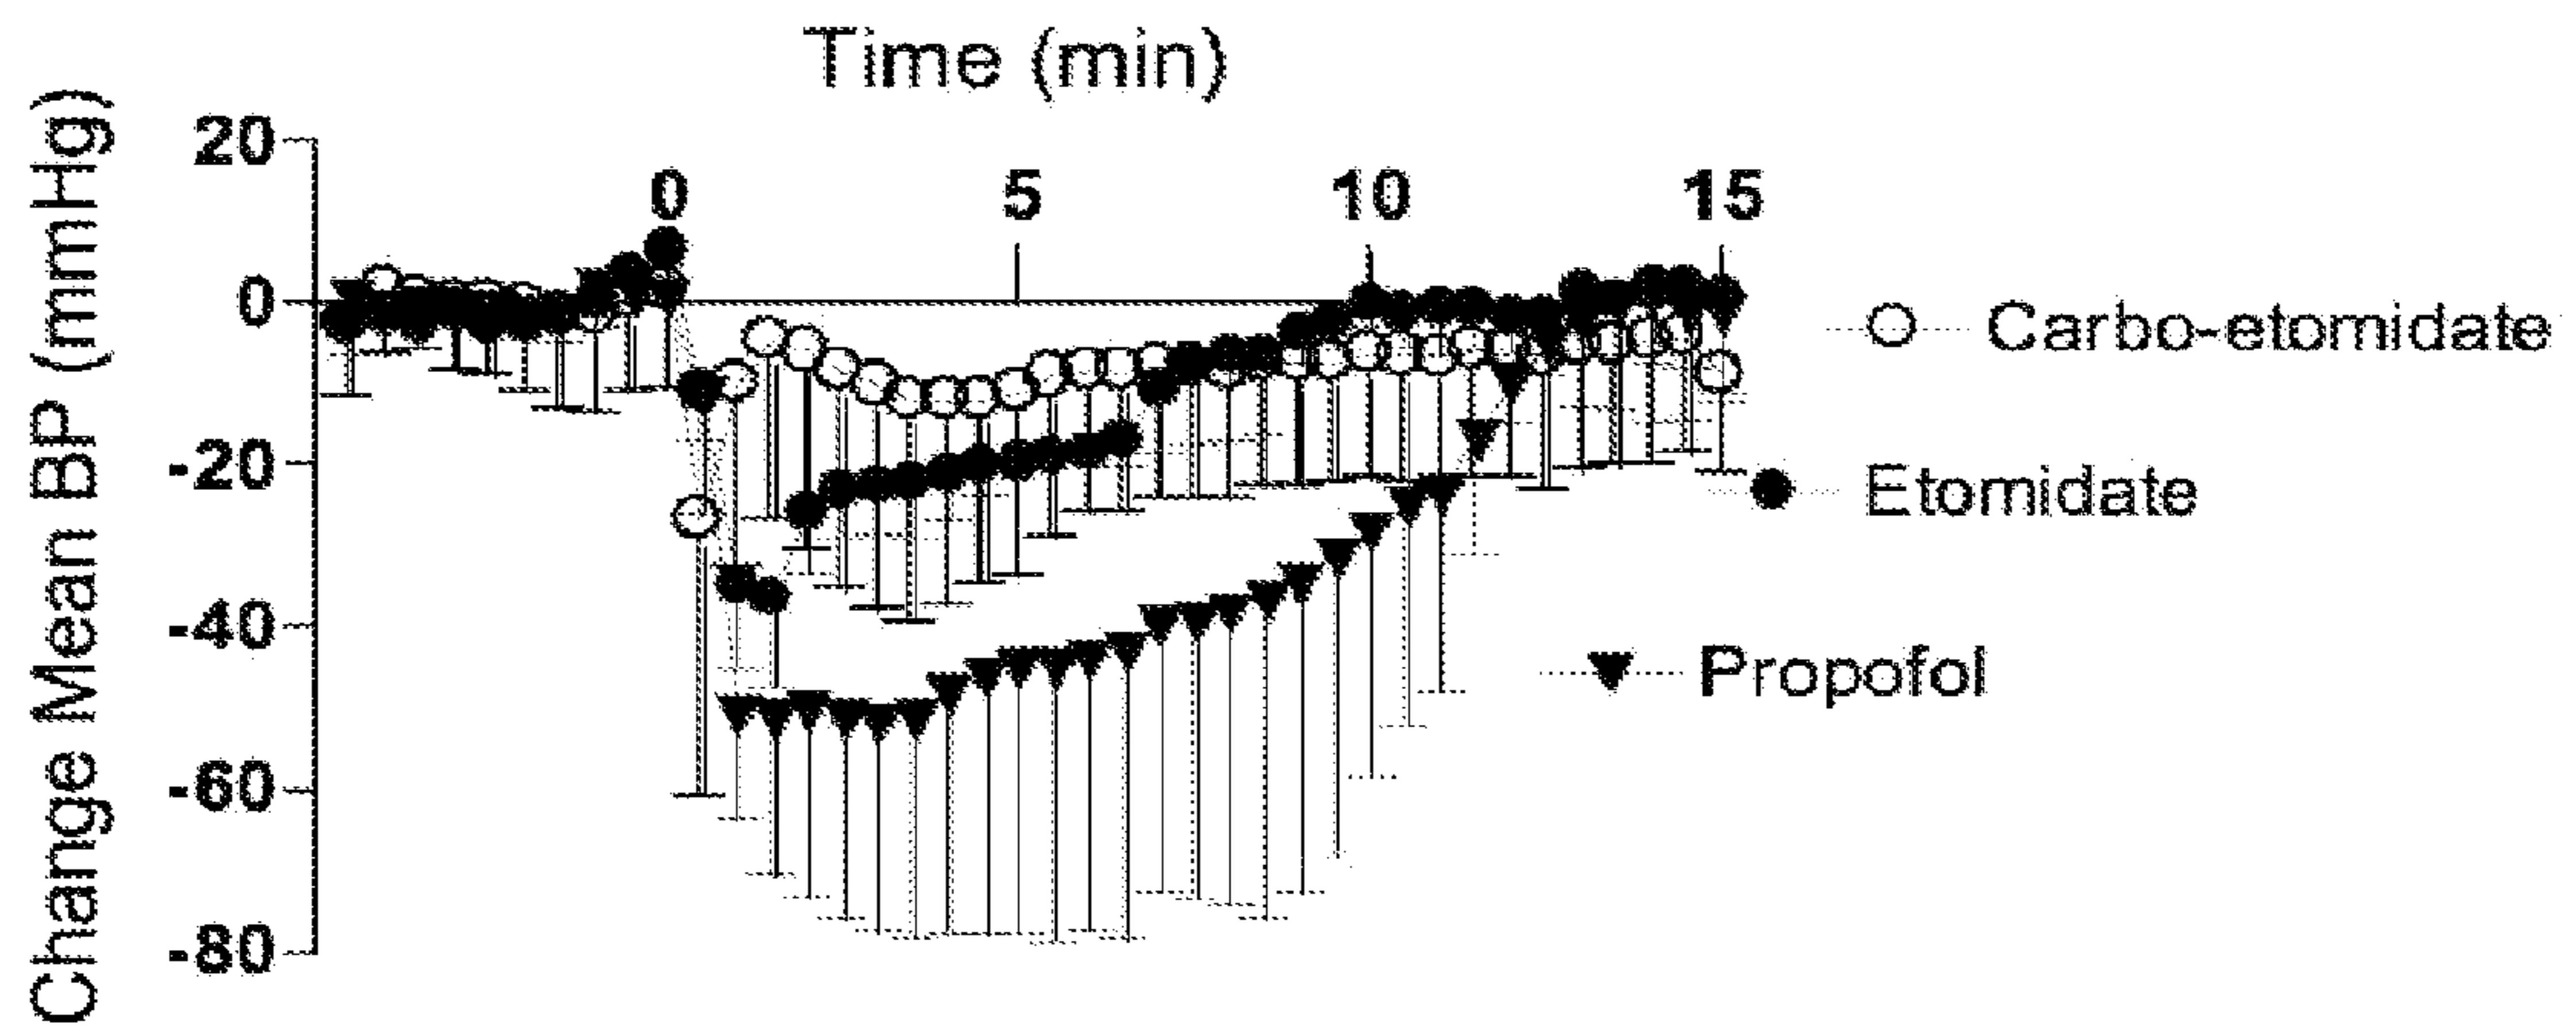 Time (min)
Change Mean BP (mmHg)
20
0
-20
-40
-60
-80
0 5 10 15
Carbo-etomidate
Etomidate
Propofol